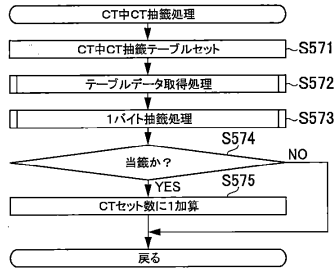 CT中CT抽籤処理
CT中CT抽籤テーブルセット
S571
テーブルデータ取得処理
S572
1バイト抽籤処理
S573
S574
当籤か?
NO
YES
S575
CTセット数に1加算
戻る